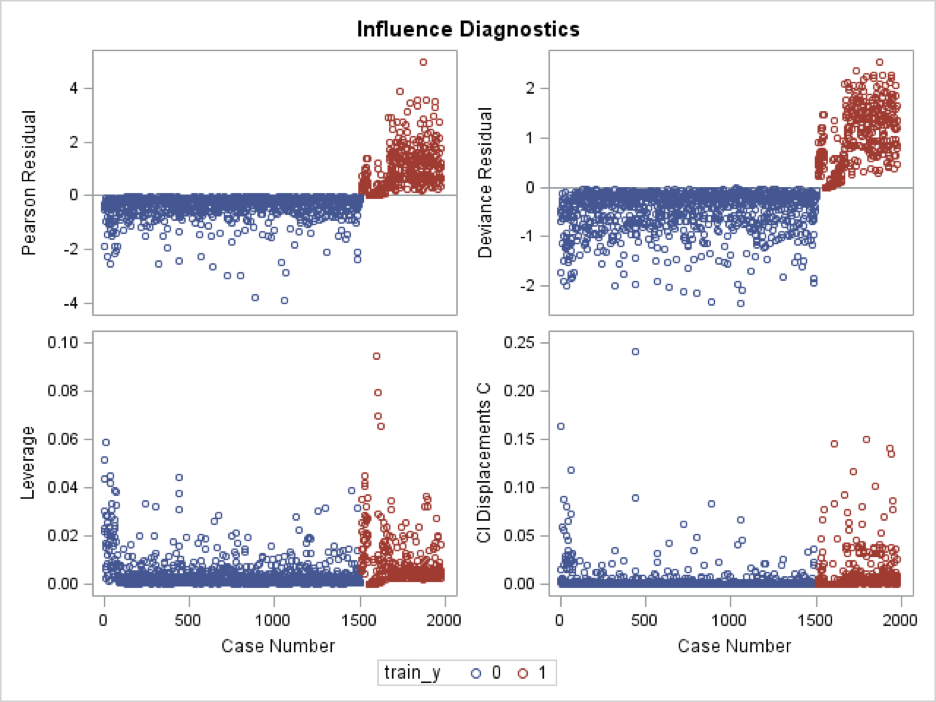 Influence Diagnostics
Pearson Residual
4
2
0
-2
-4
Deviance Residual
2
1
0
-1
-2
Leverage
0.10
0.08
0.06
0.04
0.02
0.00
CI Displacements C
0.25
0.20
0.15
0.10
0.05
0.00
0 500 1000 1500 2000
Case Number
0 500 1000 1500 2000
Case Number
train_y 0 1